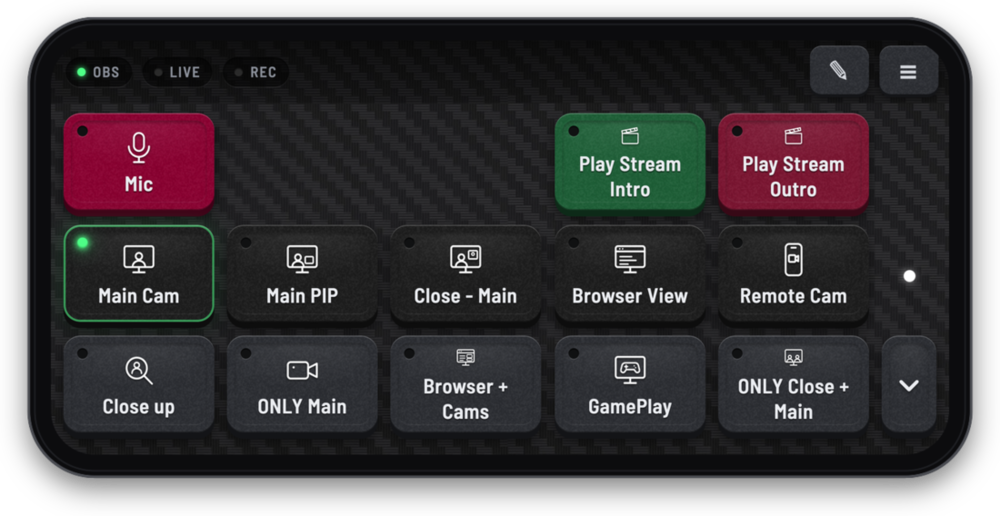 OBS LIVE REC
Mic
Play Stream
Intro
Play Stream
Outro
Main Cam
Main PIP
Close - Main
Browser View
Remote Cam
Close up
ONLY Main
Browser +
Cams
GamePlay
ONLY Close +
Main